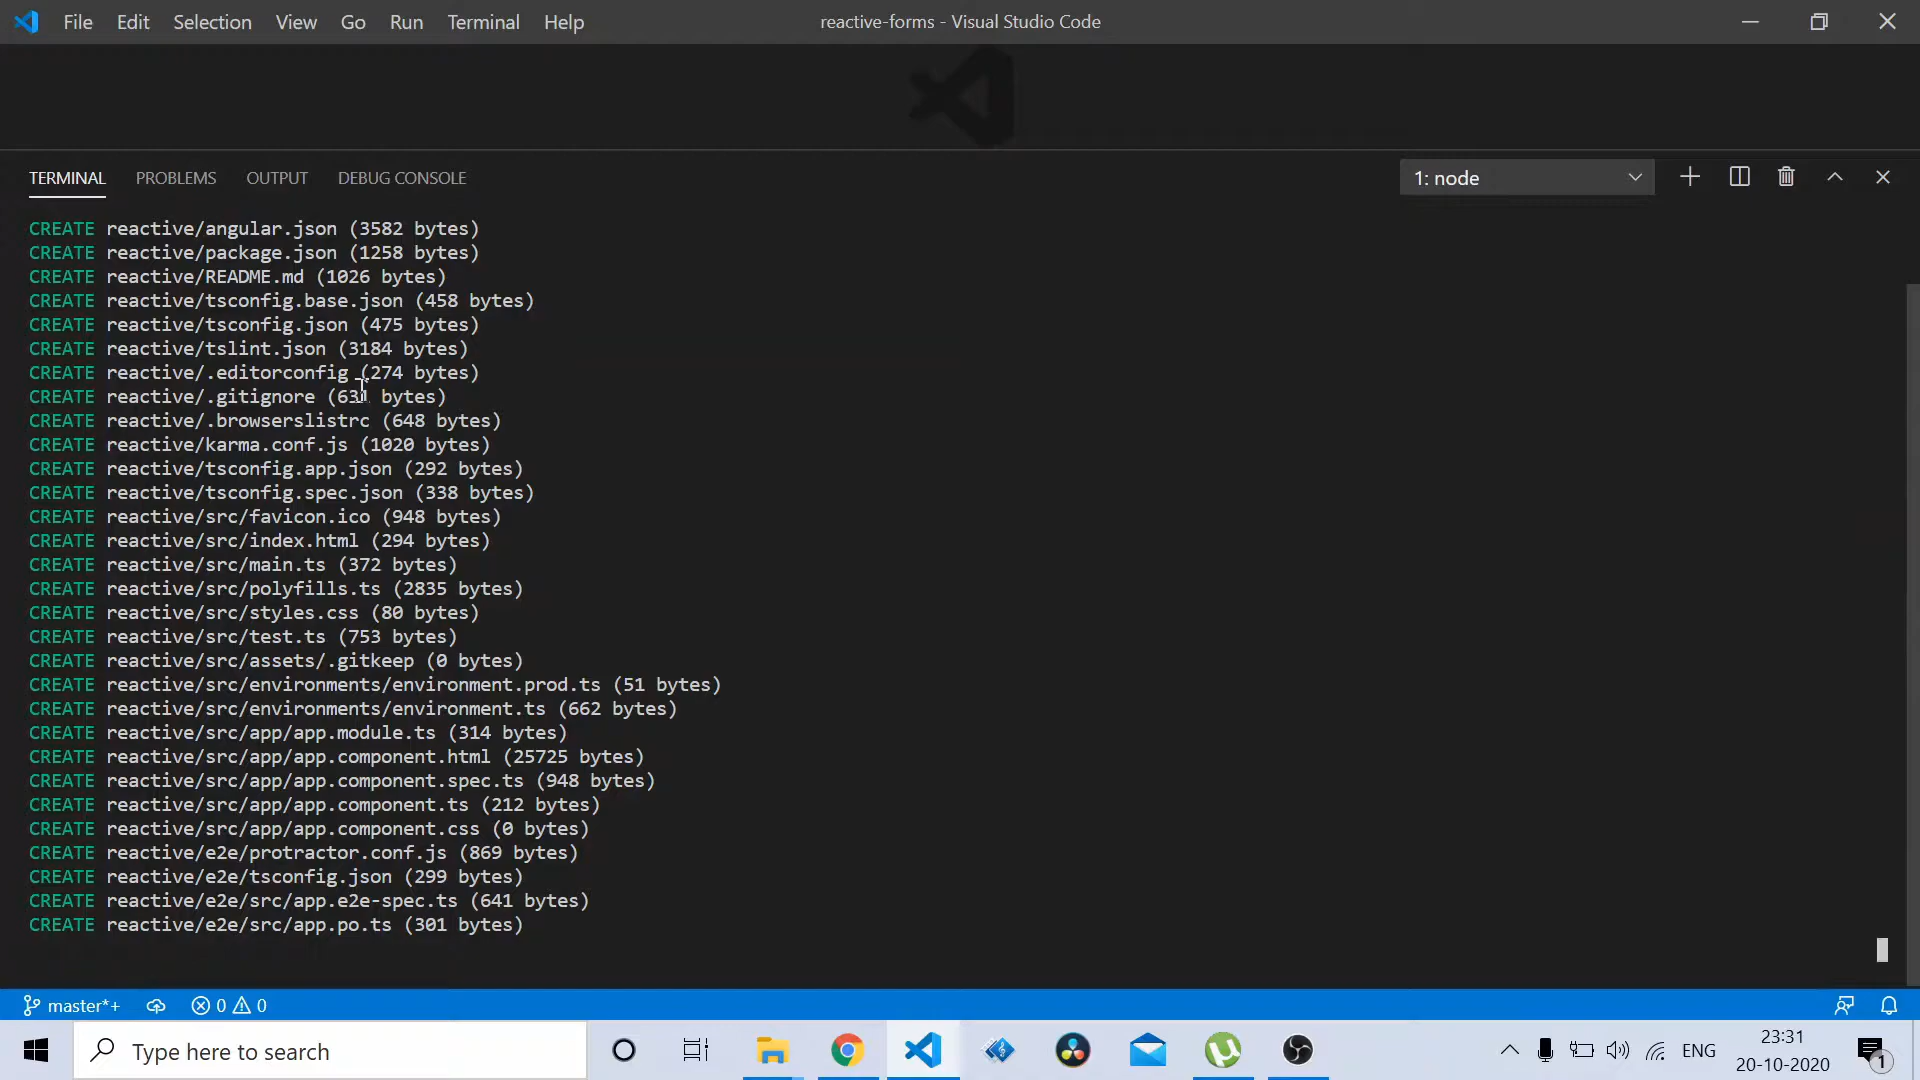 File Edit Selection View Go Run Terminal Help reactive-forms - Visual Studio Code
TERMINAL PROBLEMS OUTPUT DEBUG CONSOLE 1: node
CREATE reactive/angular.json (3582 bytes)
CREATE reactive/package.json (1258 bytes)
CREATE reactive/README.md (1026 bytes)
CREATE reactive/tsconfig.base.json (458 bytes)
CREATE reactive/tsconfig.json (475 bytes)
CREATE reactive/tslint.json (3184 bytes)
CREATE reactive/.editorconfig (274 bytes)
CREATE reactive/.gitignore (631 bytes)
CREATE reactive/.browserslistrc (648 bytes)
CREATE reactive/karma.conf.js (1020 bytes)
CREATE reactive/tsconfig.app.json (292 bytes)
CREATE reactive/tsconfig.spec.json (338 bytes)
CREATE reactive/src/favicon.ico (948 bytes)
CREATE reactive/src/index.html (294 bytes)
CREATE reactive/src/main.ts (372 bytes)
CREATE reactive/src/polyfills.ts (2835 bytes)
CREATE reactive/src/styles.css (80 bytes)
CREATE reactive/src/test.ts (753 bytes)
CREATE reactive/src/assets/.gitkeep (0 bytes)
CREATE reactive/src/environments/environment.prod.ts (51 bytes)
CREATE reactive/src/environments/environment.ts (662 bytes)
CREATE reactive/src/app/app.module.ts (314 bytes)
CREATE reactive/src/app/app.component.html (25725 bytes)
CREATE reactive/src/app/app.component.spec.ts (948 bytes)
CREATE reactive/src/app/app.component.ts (212 bytes)
CREATE reactive/src/app/app.component.css (0 bytes)
CREATE reactive/e2e/protractor.conf.js (869 bytes)
CREATE reactive/e2e/tsconfig.json (299 bytes)
CREATE reactive/e2e/src/app.e2e-spec.ts (641 bytes)
CREATE reactive/e2e/src/app.po.ts (301 bytes)
master*+ 0 0
Type here to search ENG 23:31
20-10-2020 1